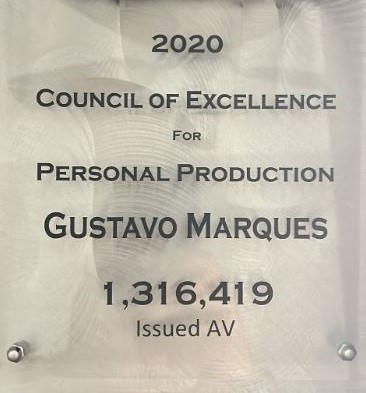 2020
COUNCIL OF EXCELLENCE
FOR
PERSONAL PRODUCTION
GUSTAVO MARQUES
1,316,419
Issued AV